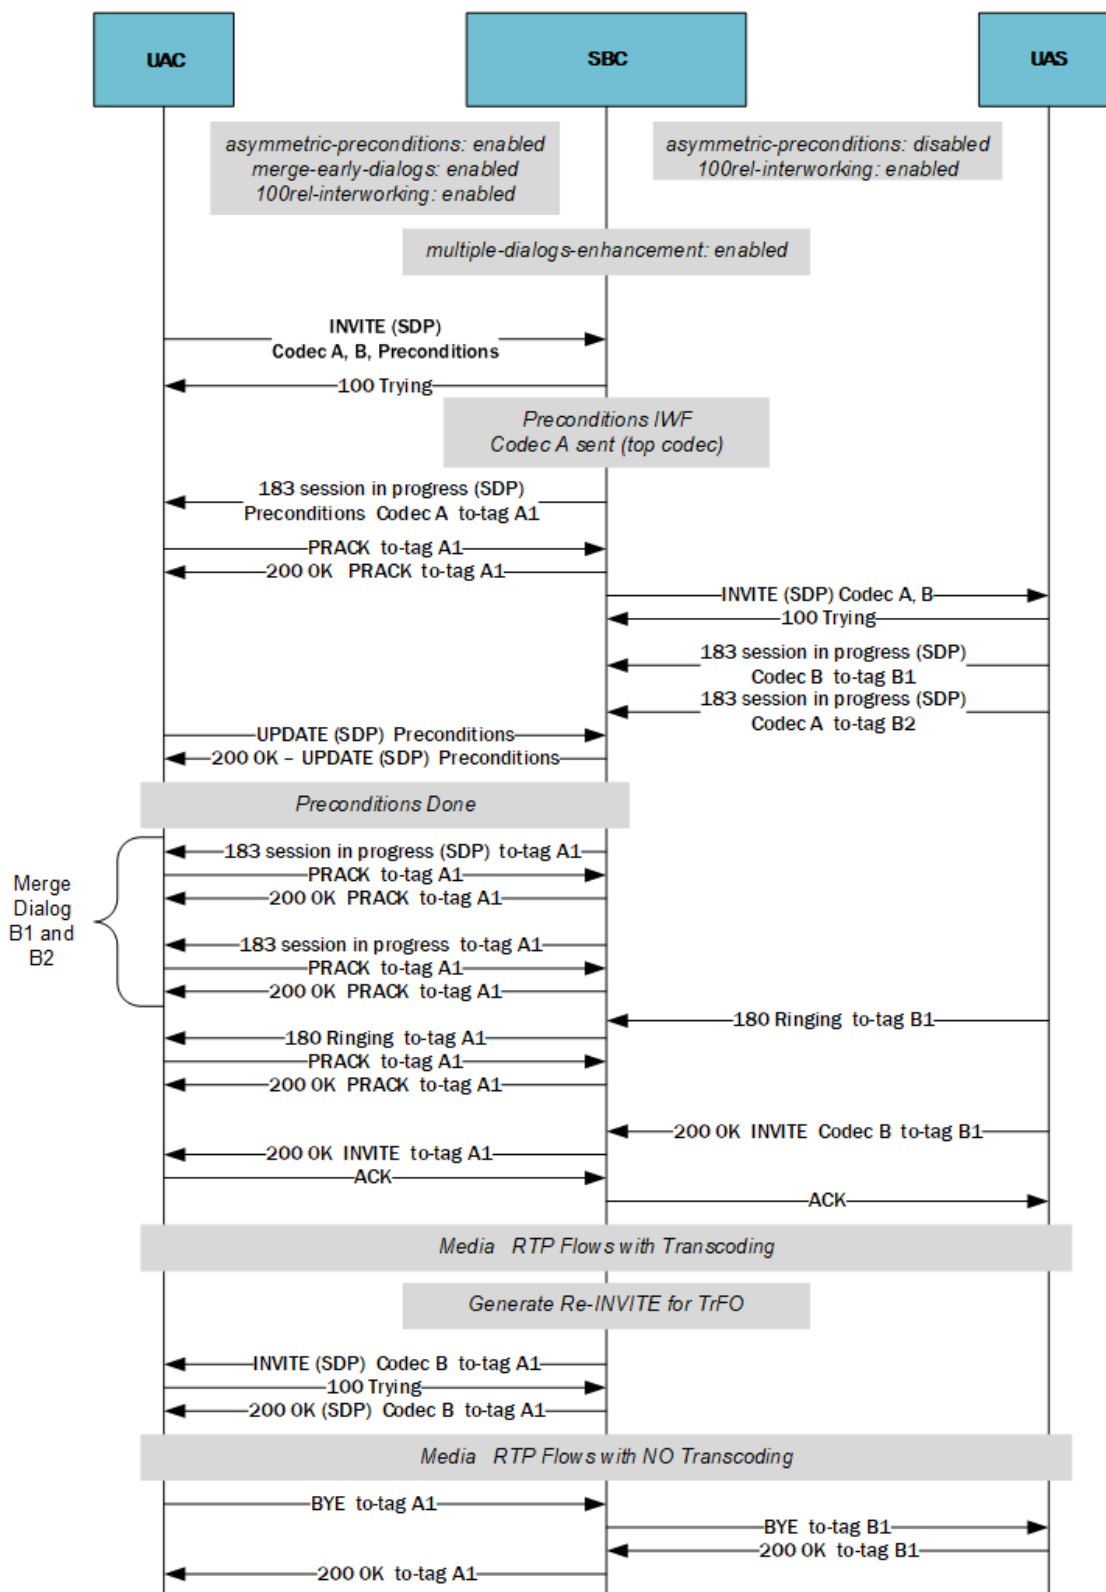 UAC
SBC
UAS
asymmetric-preconditions: enabled
merge-early-dialogs: enabled
100rel-interworking: enabled
asymmetric-preconditions: disabled
100rel-interworking: enabled
multiple-dialogs-enhancement: enabled
INVITE (SDP)
Codec A, B, Preconditions
100 Trying
Preconditions IWF
Codec A sent (top codec)
183 session in progress (SDP)
Preconditions Codec A to-tag A1
PRACK to-tag A1
200 OK PRACK to-tag A1
INVITE (SDP) Codec A, B
100 Trying
183 session in progress (SDP)
Codec B to-tag B1
183 session in progress (SDP)
Codec A to-tag B2
UPDATE (SDP) Preconditions
200 OK – UPDATE (SDP) Preconditions
Preconditions Done
Merge
Dialog
B1 and
B2
183 session in progress (SDP) to-tag A1
PRACK to-tag A1
200 OK PRACK to-tag A1
183 session in progress to-tag A1
PRACK to-tag A1
200 OK PRACK to-tag A1
180 Ringing to-tag B1
180 Ringing to-tag A1
PRACK to-tag A1
200 OK PRACK to-tag A1
200 OK INVITE Codec B to-tag B1
200 OK INVITE to-tag A1
ACK
ACK
Media RTP Flows with Transcoding
Generate Re-INVITE for TrFO
INVITE (SDP) Codec B to-tag A1
100 Trying
200 OK (SDP) Codec B to-tag A1
Media RTP Flows with NO Transcoding
BYE to-tag A1
BYE to-tag B1
200 OK to-tag B1
200 OK to-tag A1